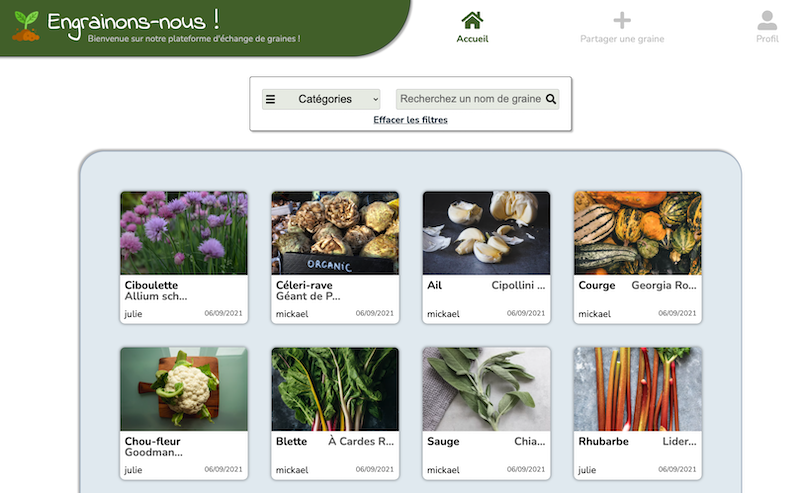 Engrainons-nous !
Bienvenue sur notre plateforme d'échange de graines !
Accueil
Partager une graine
Profil
Catégories
Recherchez un nom de graine
Effacer les filtres
ORGANIC
Ciboulette
Allium sch...
julie 06/09/2021
Céleri-rave
Géant de P...
mickael 06/09/2021
Ail Cipollini ...
mickael 06/09/2021
Courge Georgia Ro...
mickael 06/09/2021
Chou-fleur
Goodman...
julie 06/09/2021
Blette À Cardes R...
mickael 06/09/2021
Sauge Chia...
mickael 06/09/2021
Rhubarbe Lider...
julie 06/09/2021